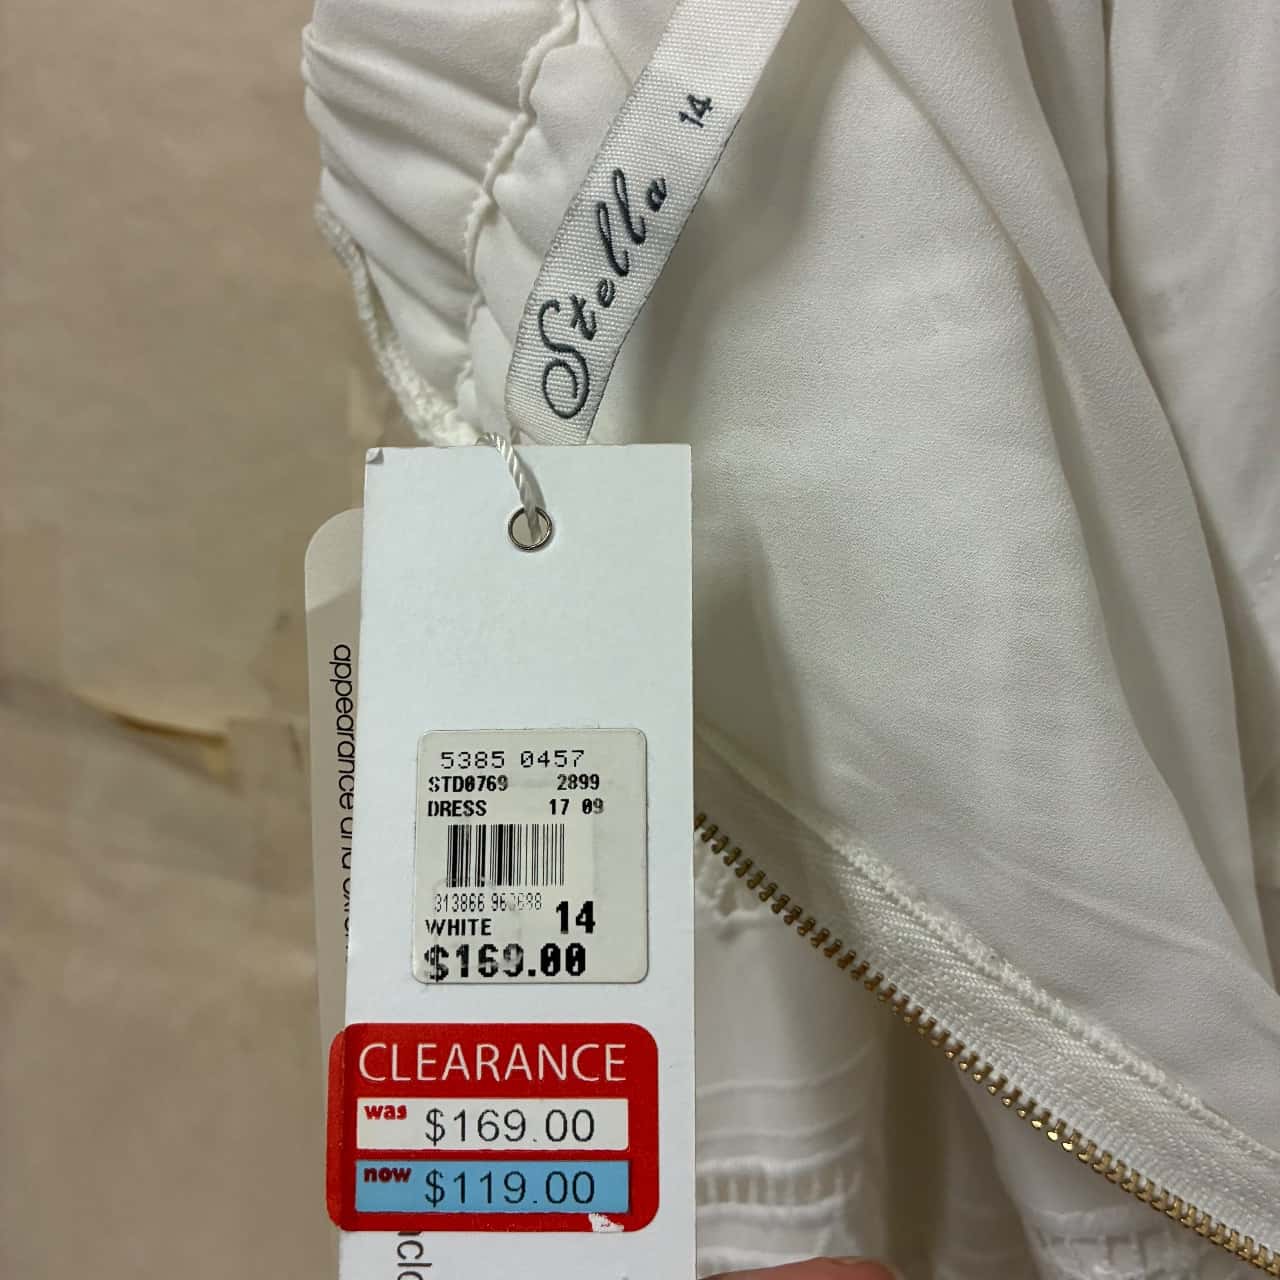 Stella 14
appearance and
5385 0457
STD0769 2899
DRESS 17 09
WHITE 14
$169.00
CLEARANCE
was $169.00
now $119.00